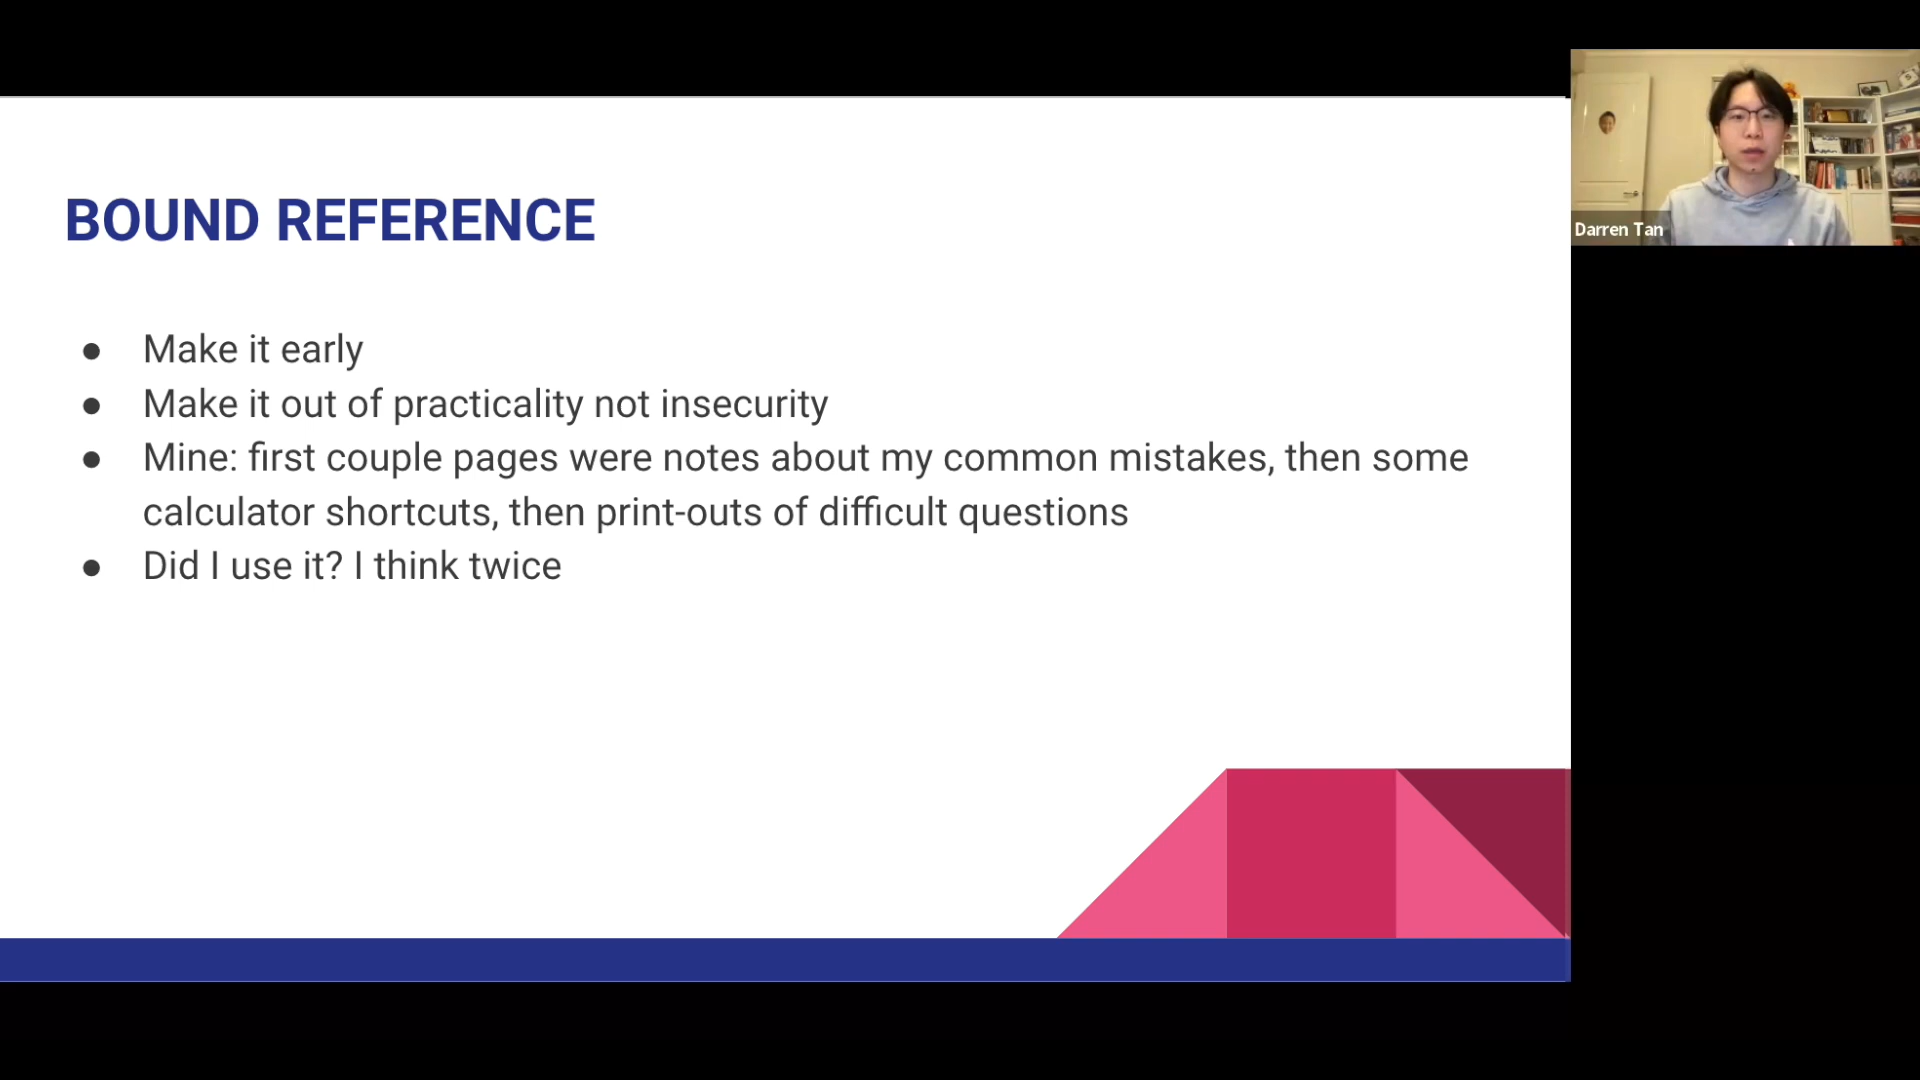 BOUND REFERENCE
● Make it early
● Make it out of practicality not insecurity
● Mine: first couple pages were notes about my common mistakes, then some
calculator shortcuts, then print-outs of difficult questions
● Did I use it? I think twice
Darren Tan